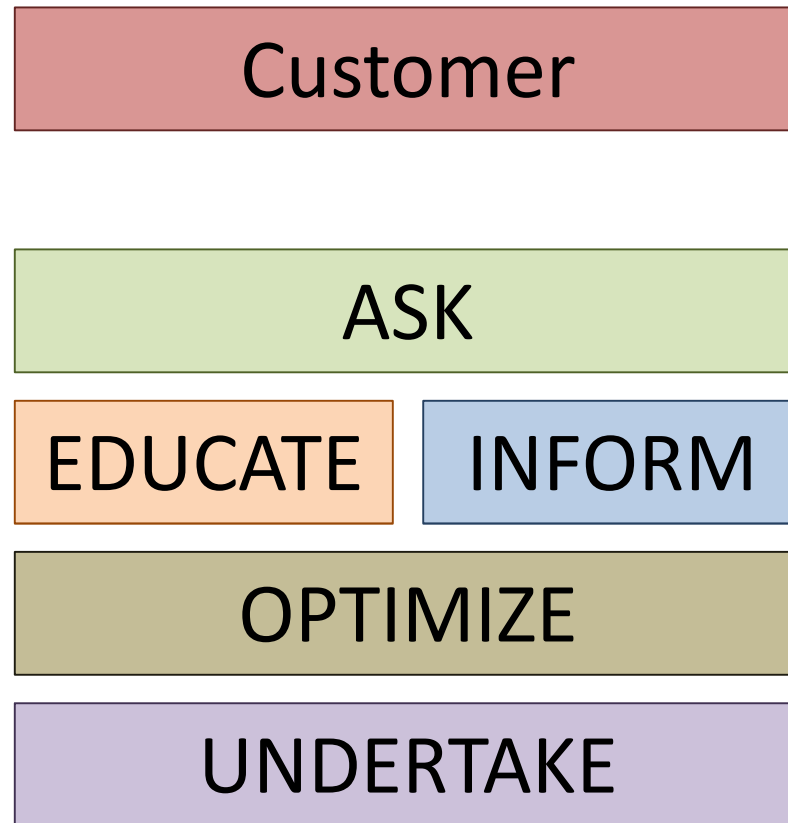 Customer
ASK
EDUCATE INFORM
OPTIMIZE
UNDERTAKE